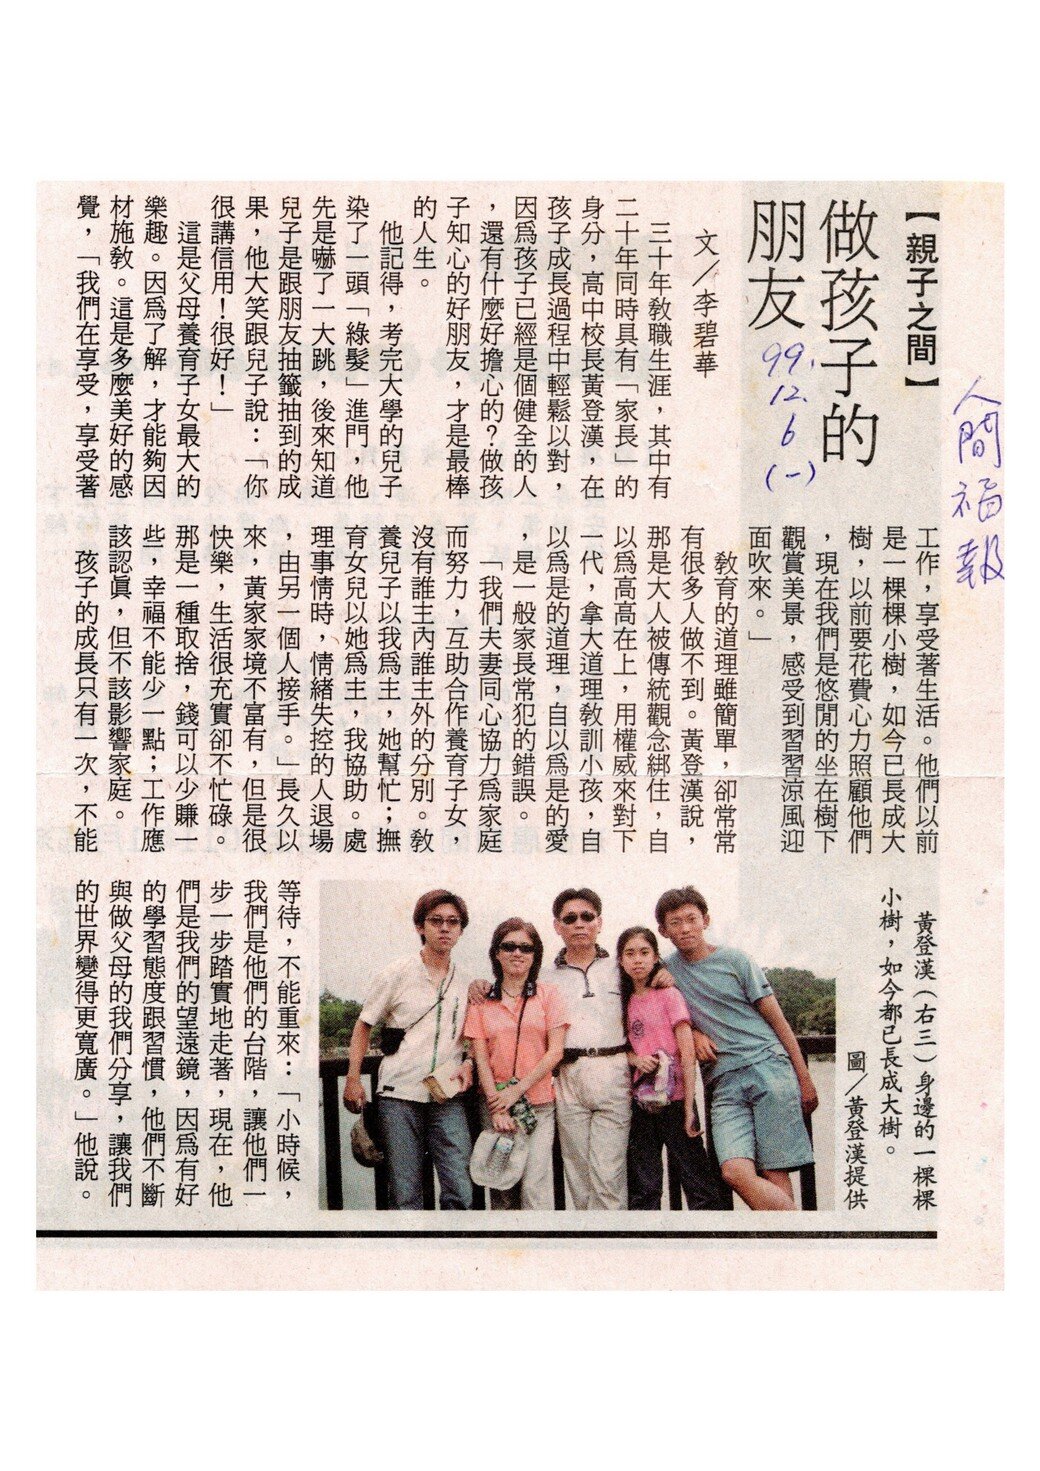 【親子之間】
做孩子的
朋友
99.
12.
6
(一)
人間福報
文／李碧華
三十年教職生涯，其中有
二十年同時具有「家長」的
身分，高中校長黃登漢，在
孩子成長過程中輕鬆以對，
因為孩子已經是個健全的人
，還有什麼好擔心的？做孩
子知心的好朋友，才是最棒
的人生。
他記得，考完大學的兒子
染了一頭「綠髮」進門，他
先是嚇了一大跳，後來知道
兒子是跟朋友抽籤抽到的成
果，他大笑跟兒子說：「你
很講信用！很好！」
這是父母養育子女最大的
樂趣。因為了解，才能夠因
材施教。這是多麼美好的感
覺，「我們在享受，享受著
工作，享受著生活。他們以前
是一棵棵小樹，如今已長成大
樹，以前要花費心力照顧他們
，現在我們是悠閒的坐在樹下
觀賞美景，感受到習習涼風迎
面吹來。」
教育的道理雖簡單，卻常常
有很多人做不到。黃登漢說，
那是大人被傳統觀念綁住，自
以為高高在上，用權威來對下
一代，拿大道理教訓小孩，自
以為是的道理，自以為是的愛
，是一般家長常犯的錯誤。
「我們夫妻同心協力為家庭
而努力，互助合作養育子女，
沒有誰主內誰主外的分別。教
養兒子以我為主，她幫忙；撫
育女兒以她為主，我協助。處
理事情時，情緒失控的人退場
，由另一個人接手。」長久以
來，黃家家境不富有，但是很
快樂，生活很充實卻不忙碌。
那是一種取捨，錢可以少賺一
些，幸福不能少一點；工作應
該認真，但不該影響家庭。
孩子的成長只有一次，不能
等待，不能重來：「小時候，
我們是他們的台階，讓他們一
步一步踏實地走著，現在，他
們是我們的望遠鏡，因為有好
的學習態度跟習慣，他們不斷
與做父母的我們分享，讓我們
的世界變得更寬廣。」他說。
黃登漢（右三）身邊的一棵棵
小樹，如今都已長成大樹。
圖／黃登漢提供